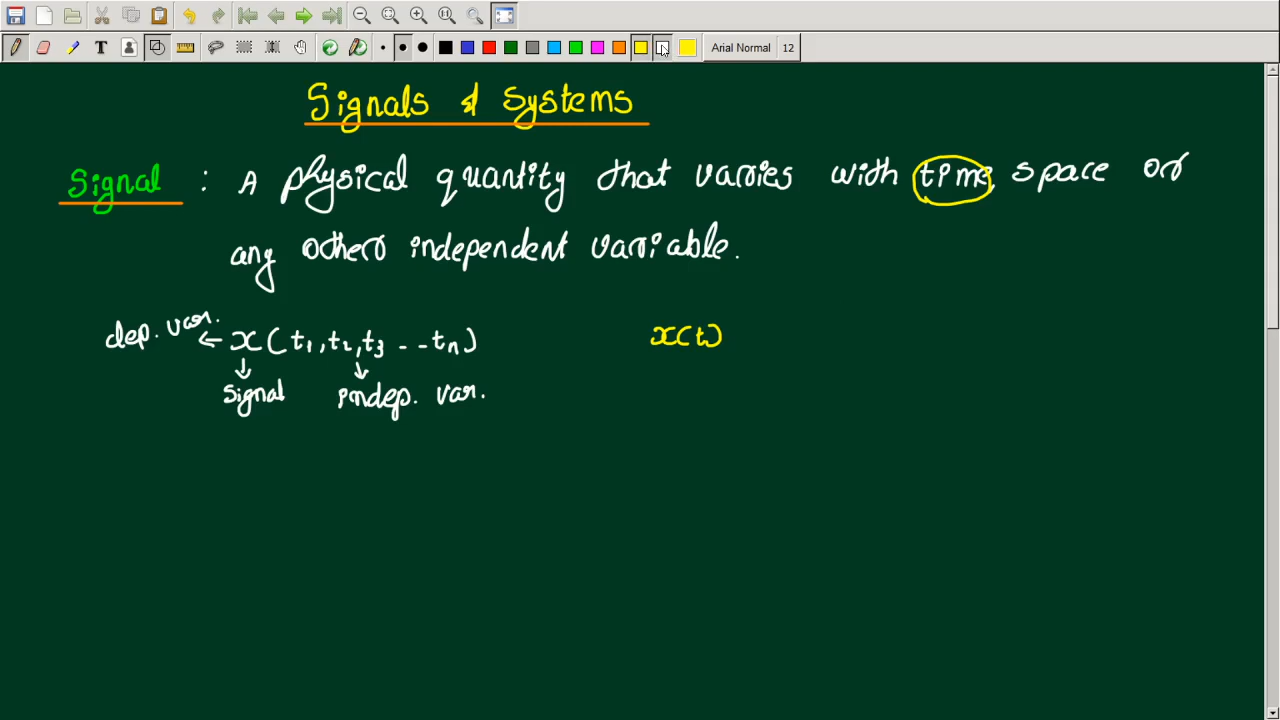 Arial Normal 12
Signals & Systems
Signal : A physical quantity that varies with time, space or
any other independent variable.
dep. var. ← x(t1,t2,t3 - - tn) x(t)
↓ ↓
signal indep. var.